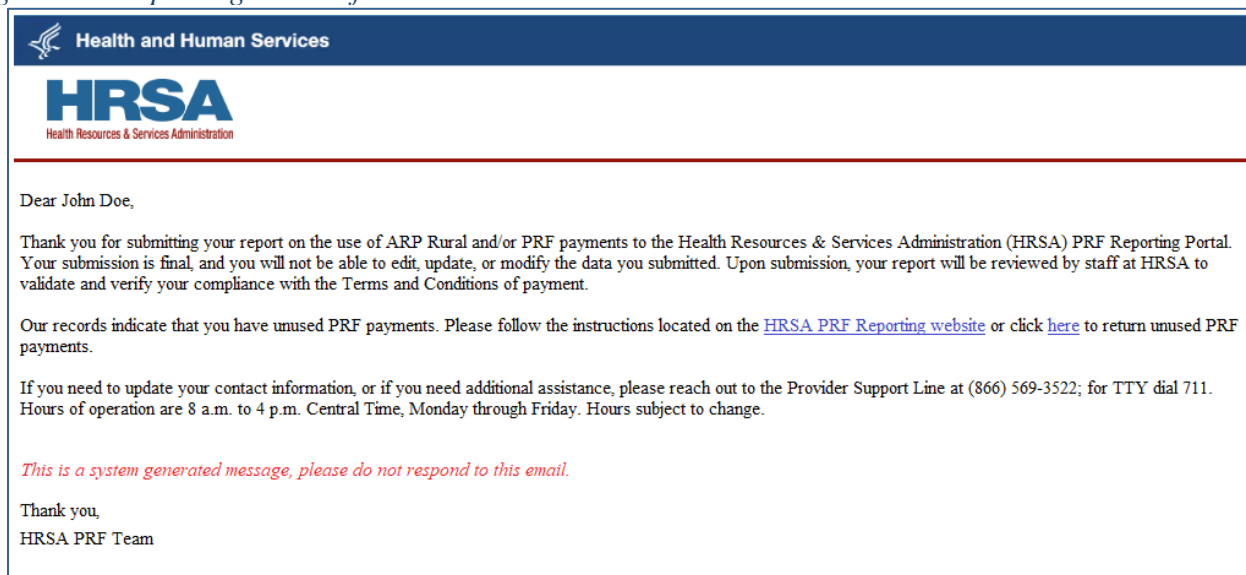 Health and Human Services
HRSA
Health Resources & Services Administration
Dear John Doe,
Thank you for submitting your report on the use of ARP Rural and/or PRF payments to the Health Resources & Services Administration (HRSA) PRF Reporting Portal.
Your submission is final, and you will not be able to edit, update, or modify the data you submitted. Upon submission, your report will be reviewed by staff at HRSA to
validate and verify your compliance with the Terms and Conditions of payment.
Our records indicate that you have unused PRF payments. Please follow the instructions located on the HRSA PRF Reporting website or click here to return unused PRF
payments.
If you need to update your contact information, or if you need additional assistance, please reach out to the Provider Support Line at (866) 569-3522; for TTY dial 711.
Hours of operation are 8 a.m. to 4 p.m. Central Time, Monday through Friday. Hours subject to change.
This is a system generated message, please do not respond to this email.
Thank you,
HRSA PRF Team